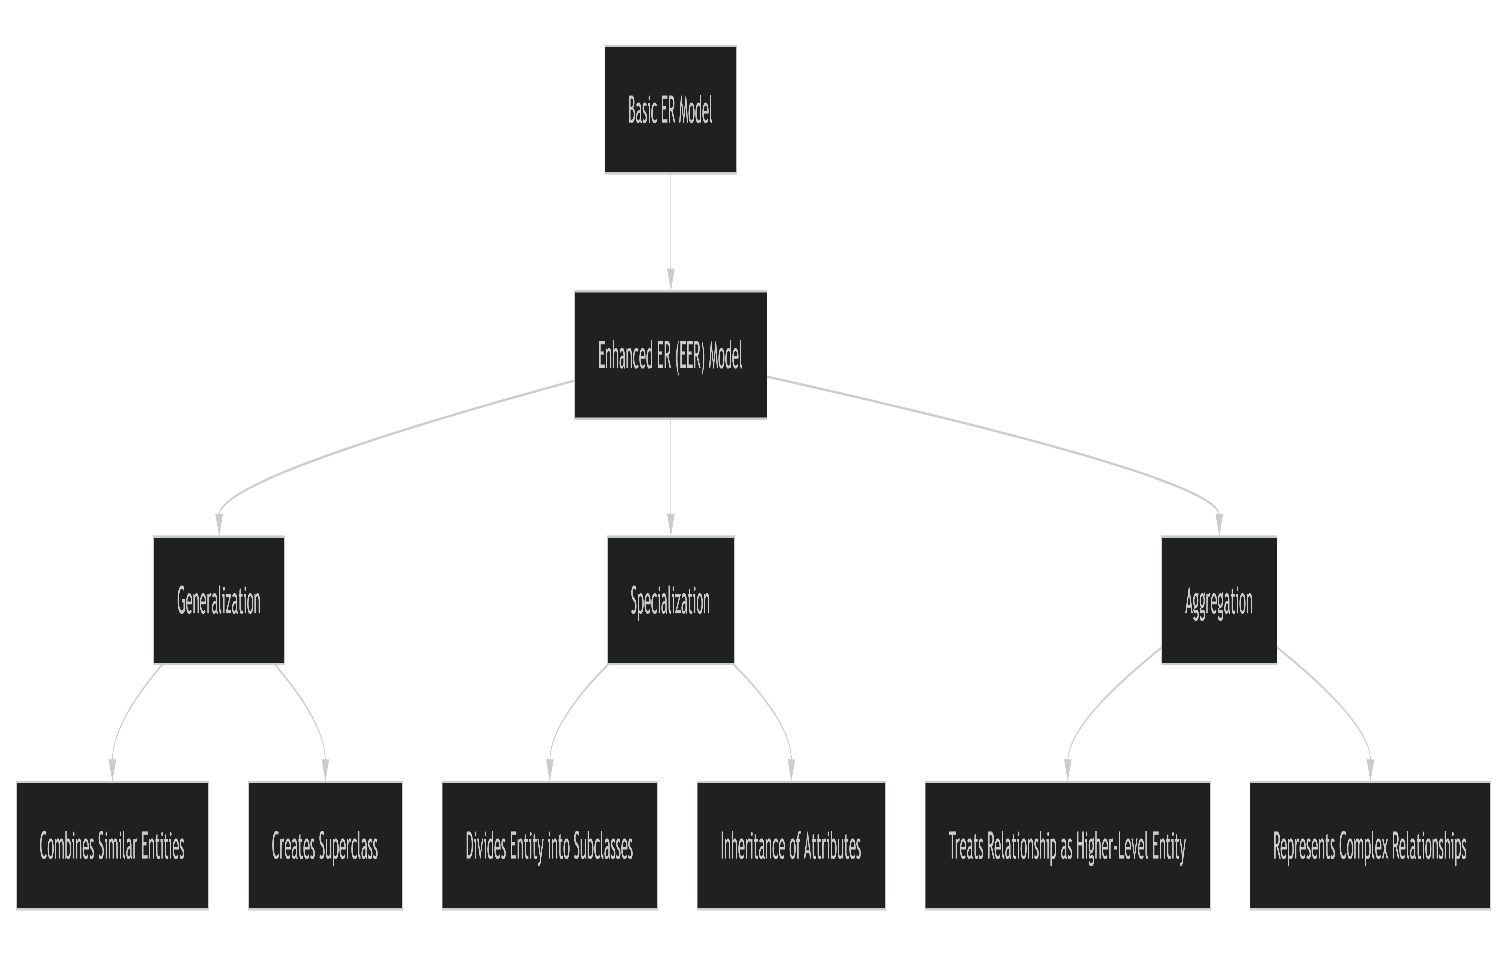 Basic ER Model
Enhanced ER (EER) Model
Generalization
Specialization
Aggregation
Combines Similar Entities
Creates Superclass
Divides Entity into Subclasses
Inheritance of Attributes
Treats Relationship as Higher-Level Entity
Represents Complex Relationships